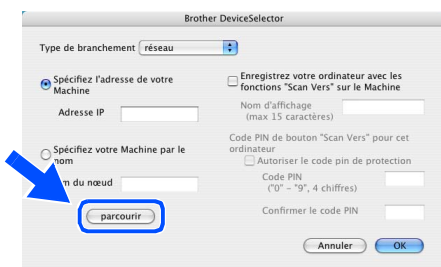 Brother DeviceSelector
Type de branchement
réseau
Spécifiez l'adresse de votre
Machine
Adresse IP
Spécifiez votre Machine par le
nom
du nœud
parcourir
Enregistrez votre ordinateur avec les
fonctions "Scan Vers" sur le Machine
Nom d'affichage
(max 15 caractères)
Code PIN de bouton "Scan Vers" pour cet
ordinateur
Autoriser le code pin de protection
Code PIN
("0" – "9", 4 chiffres)
Confirmer le code PIN
Annuler
OK